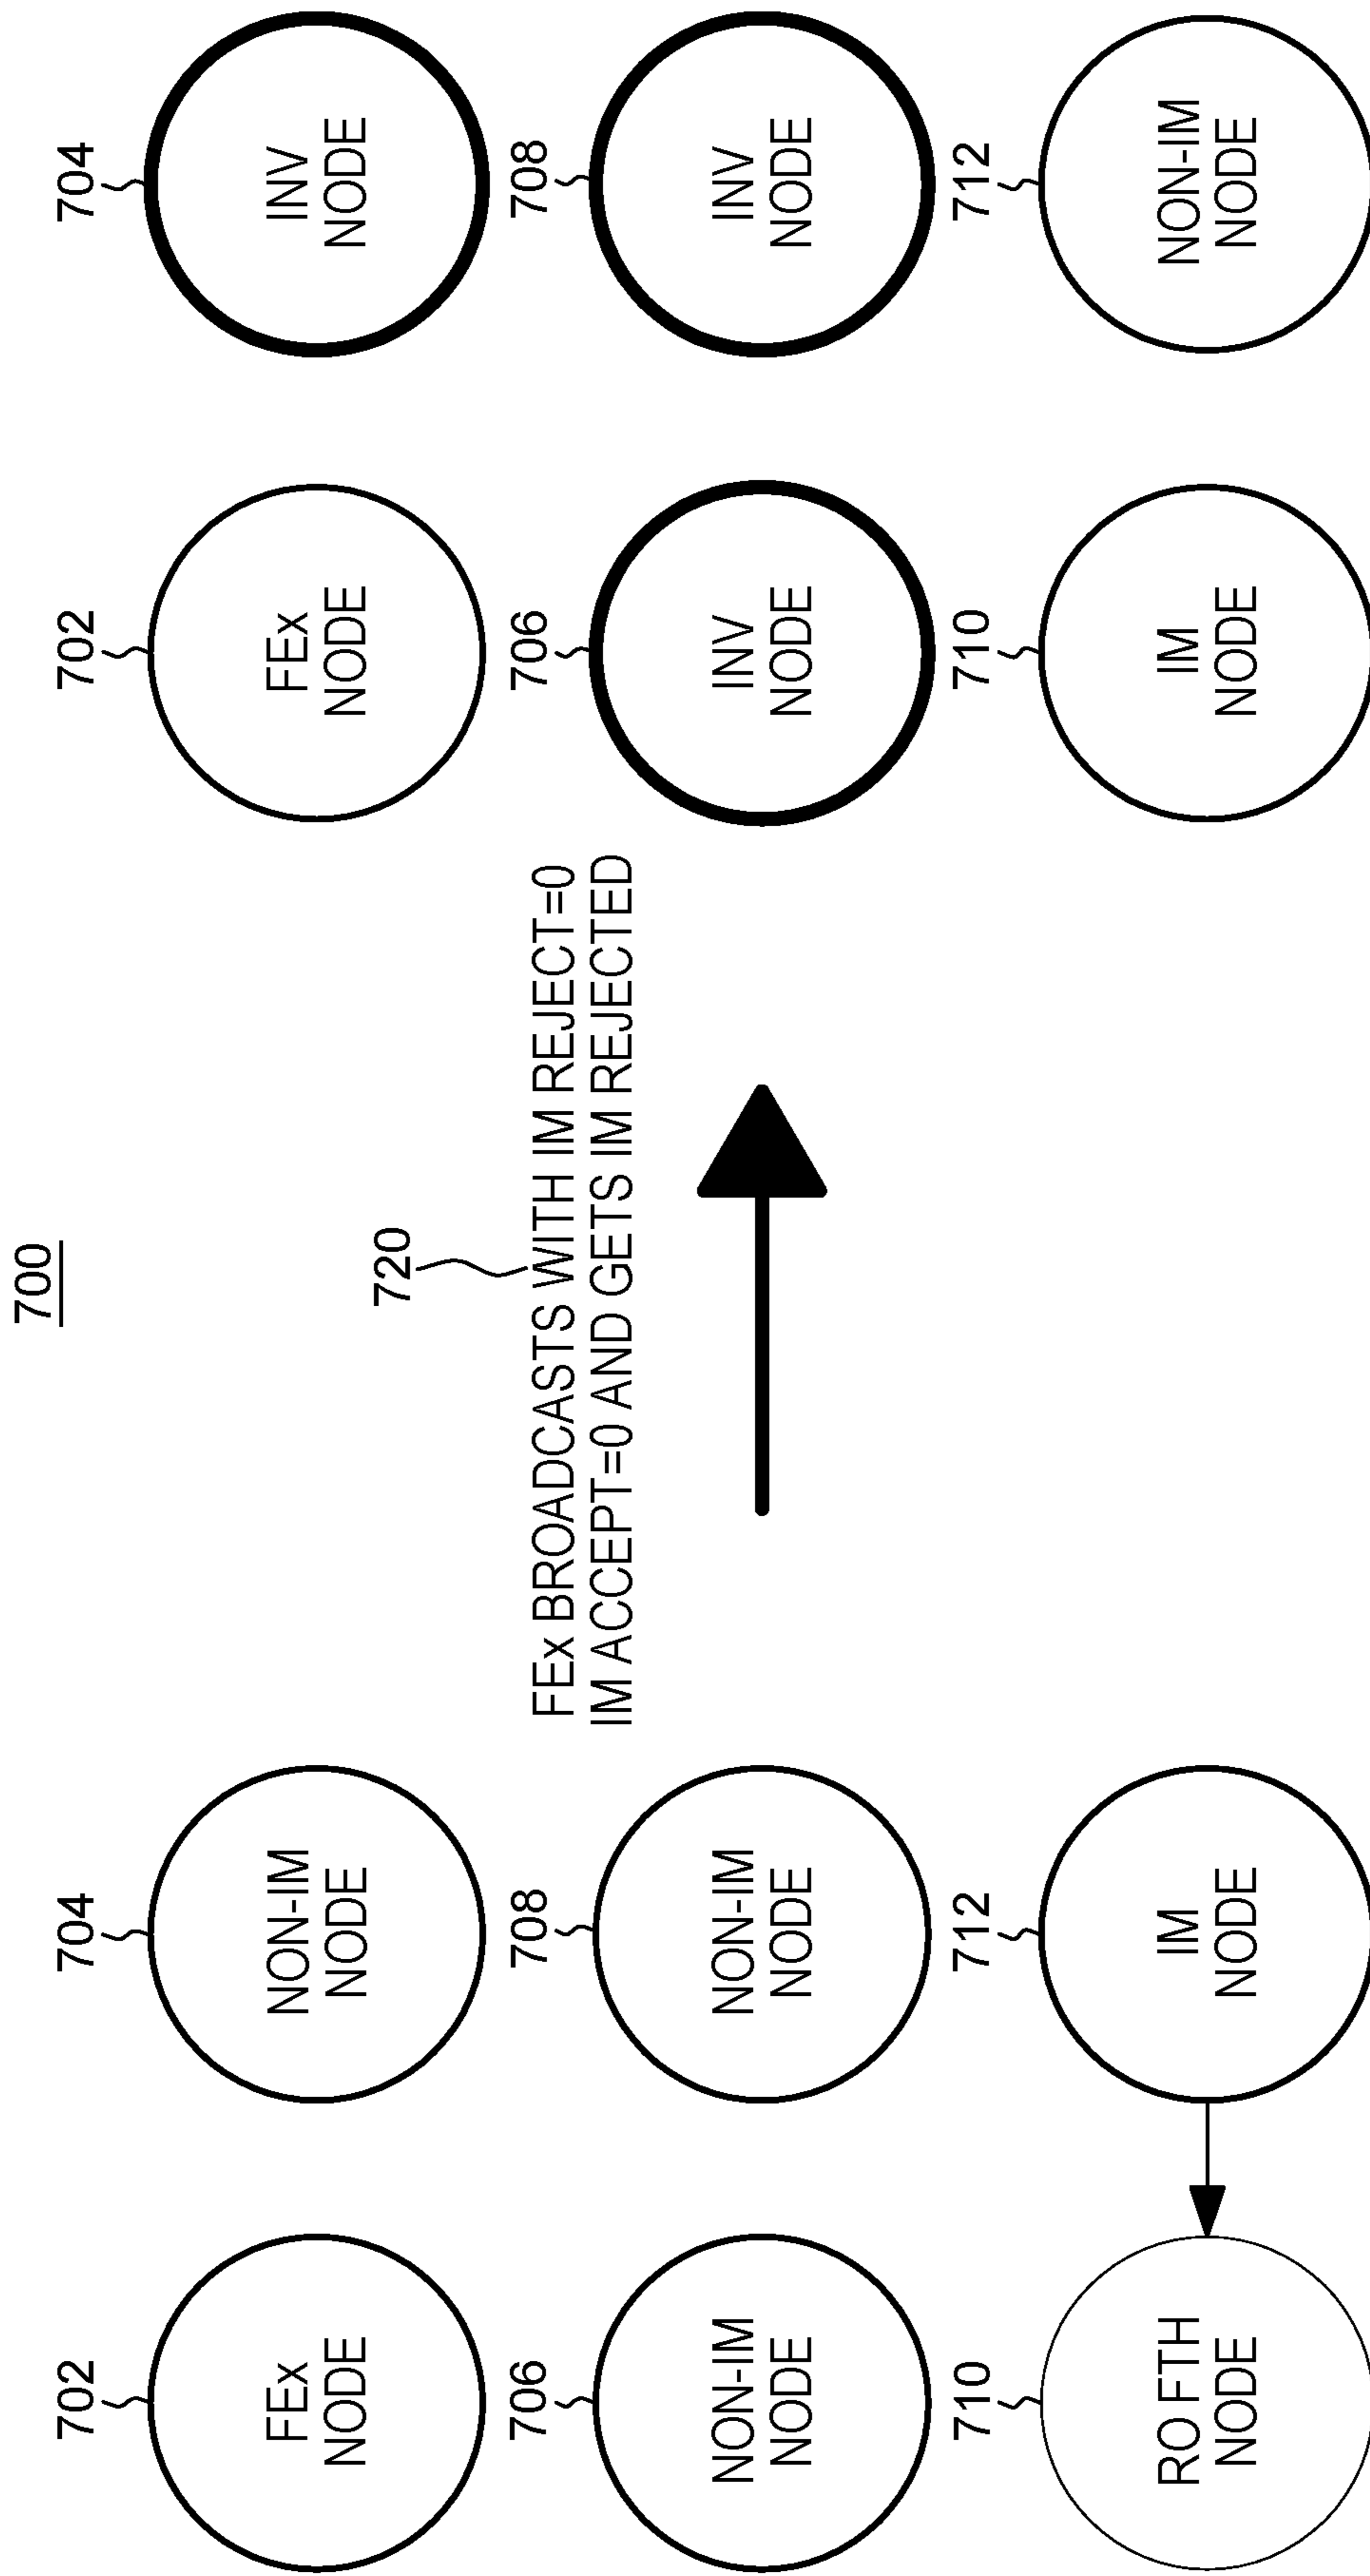 700
702
FEx
NODE
704
NON-IM
NODE
706
NON-IM
NODE
708
NON-IM
NODE
710
RO FTH
NODE
712
IM
NODE
720
FEx BROADCASTS WITH IM REJECT=0
IM ACCEPT=0 AND GETS IM REJECTED
702
FEx
NODE
704
INV
NODE
706
INV
NODE
708
INV
NODE
710
IM
NODE
712
NON-IM
NODE